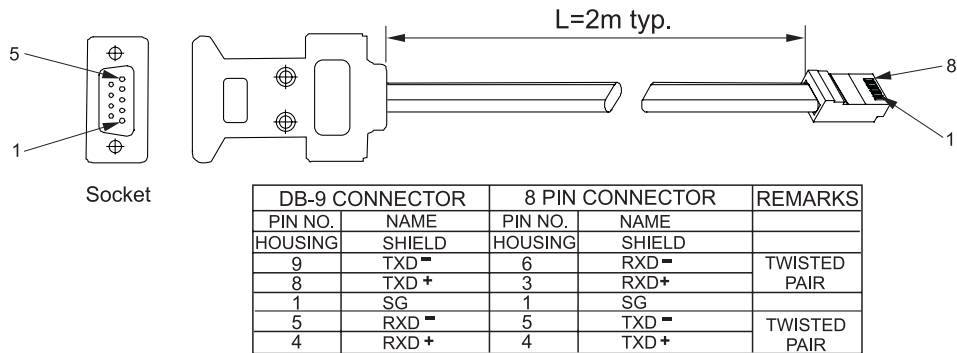 L=2m typ.
5
8
1
1
Socket
DB-9 CONNECTOR 8 PIN CONNECTOR REMARKS
PIN NO. NAME PIN NO. NAME
HOUSING SHIELD HOUSING SHIELD
9 TXD- 6 RXD- TWISTED PAIR
8 TXD+ 3 RXD+
1 SG 1 SG
5 RXD- 5 TXD- TWISTED PAIR
4 RXD+ 4 TXD+